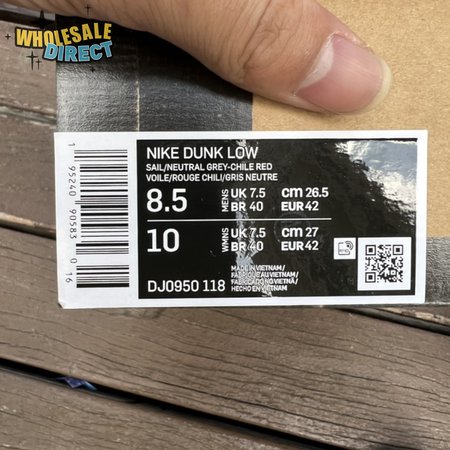 WHOLESALE
DIRECT
NIKE DUNK LOW
SAIL/NEUTRAL GREY-CHILE RED
VOILE/ROUGE CHILI/GRIS NEUTRE
8.5 MENS UK 7.5 CM 26.5
BR 40 EUR 42
10 WMNS UK 7.5 CM 27
BR 40 EUR 42
MADE IN VIETNAM/
FABRIQUÉ AU VIETNAM/
FABRICADO NO VIETNÃ/
HECHO EN VIETNAM
DJ0950 118
1 95240 90583 0 16